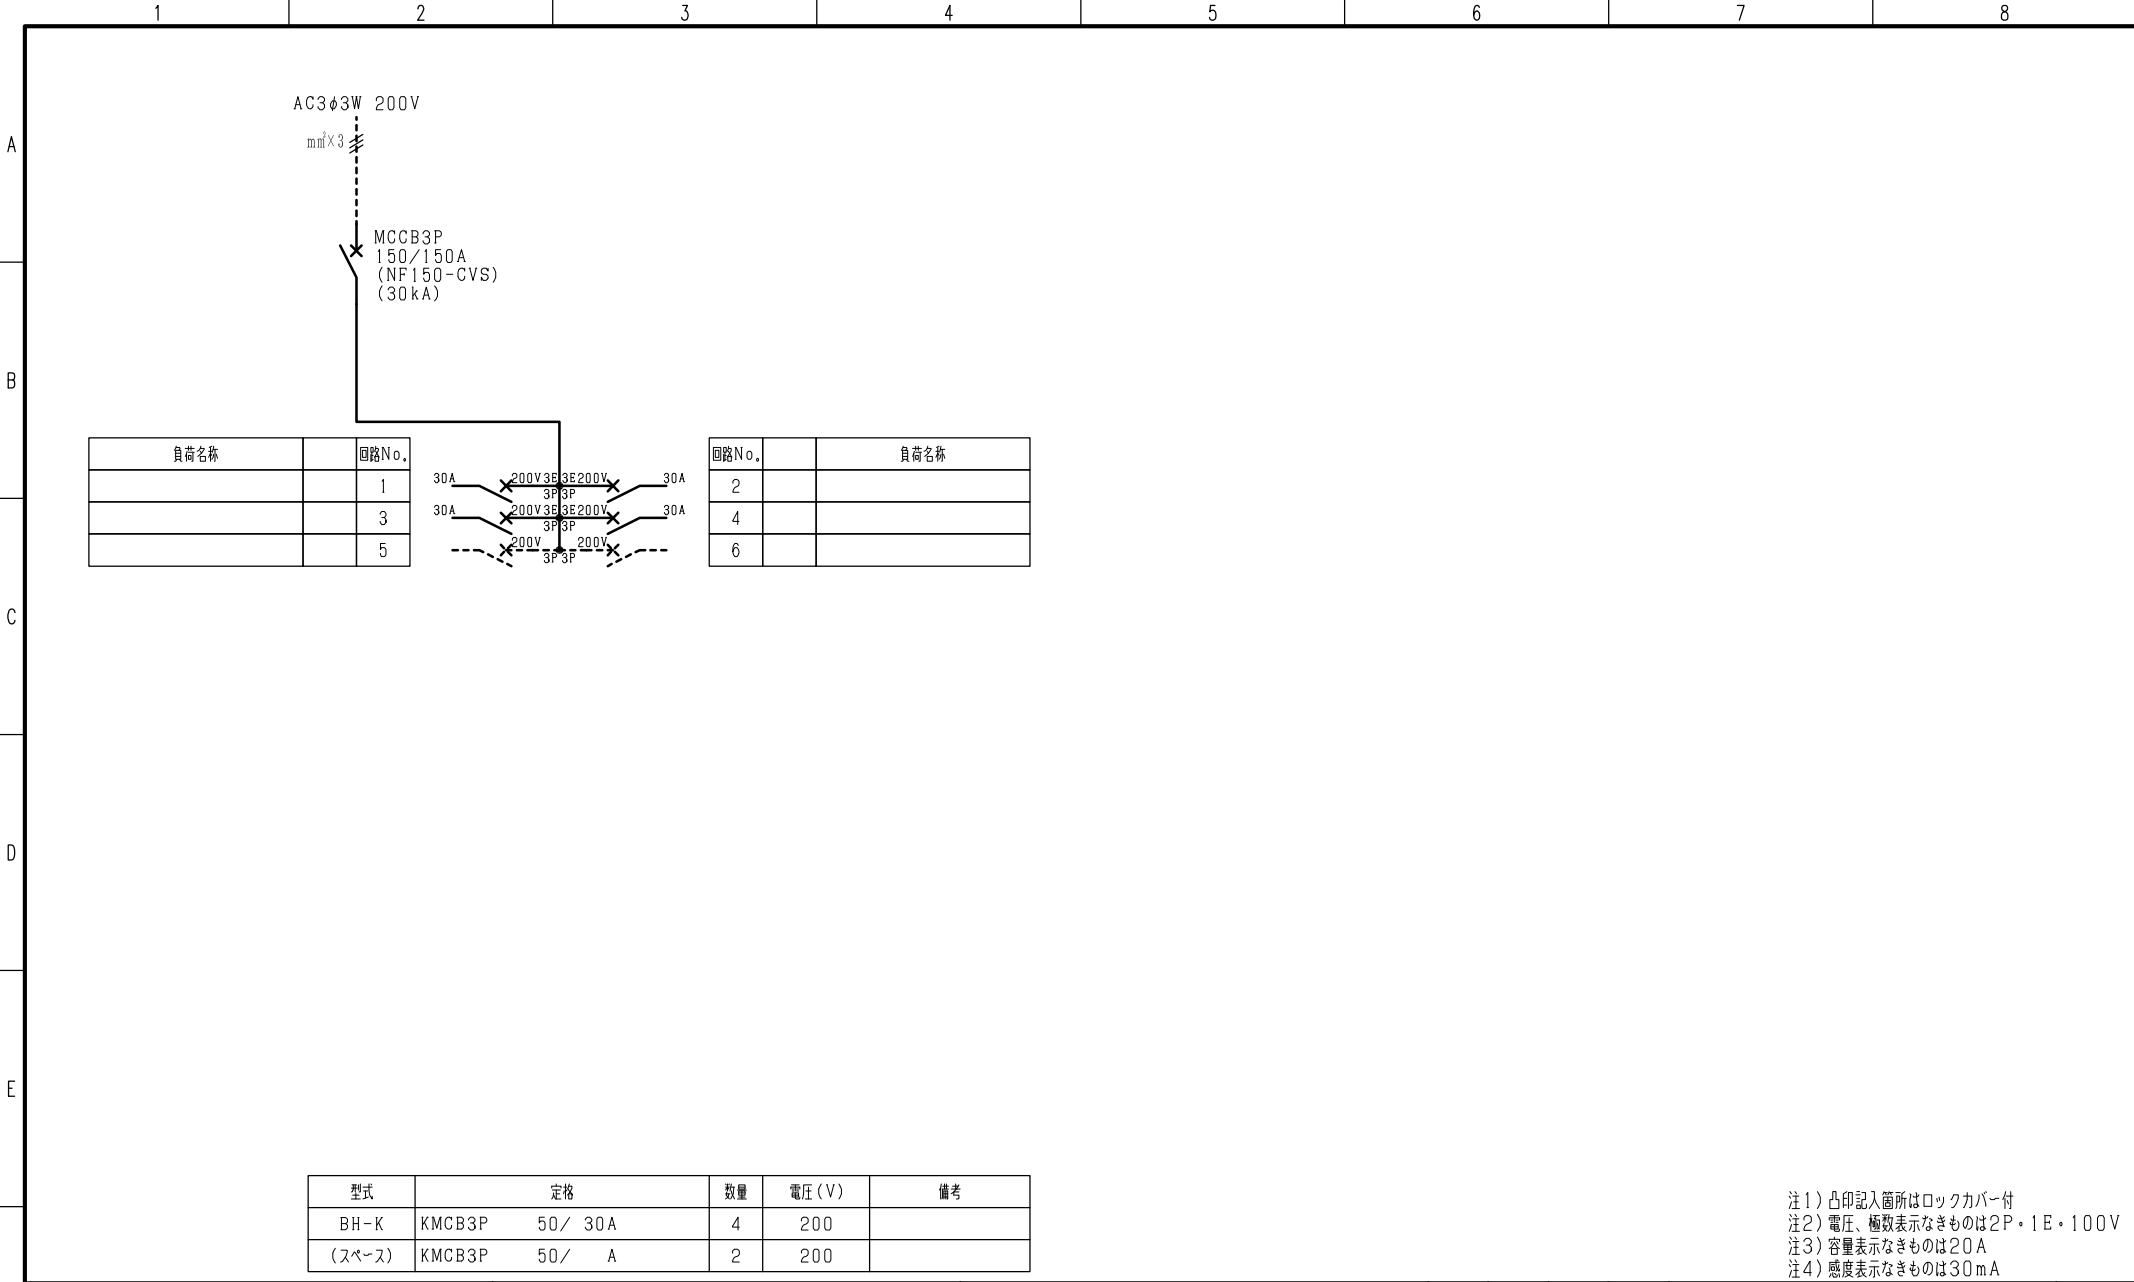 1 2 3 4 5 6 7 8
A
B
C
D
E
AC3φ3W 200V
mm²×3
MCCB3P
150/150A
(NF150-CVS)
(30kA)
負荷名称 回路No.
1
3
5
30A 200V 3E 3E 200V 30A
3P 3P
30A 200V 3E 3E 200V 30A
3P 3P
200V 200V
3P 3P
回路No. 負荷名称
2
4
6
型式 定格 数量 電圧(V) 備考
BH-K KMCB3P 50/ 30A 4 200
(スペース) KMCB3P 50/ A 2 200
注1)凸印記入箇所はロックカバー付
注2)電圧、極数表示なきものは2P・1E・100V
注3)容量表示なきものは20A
注4)感度表示なきものは30mA